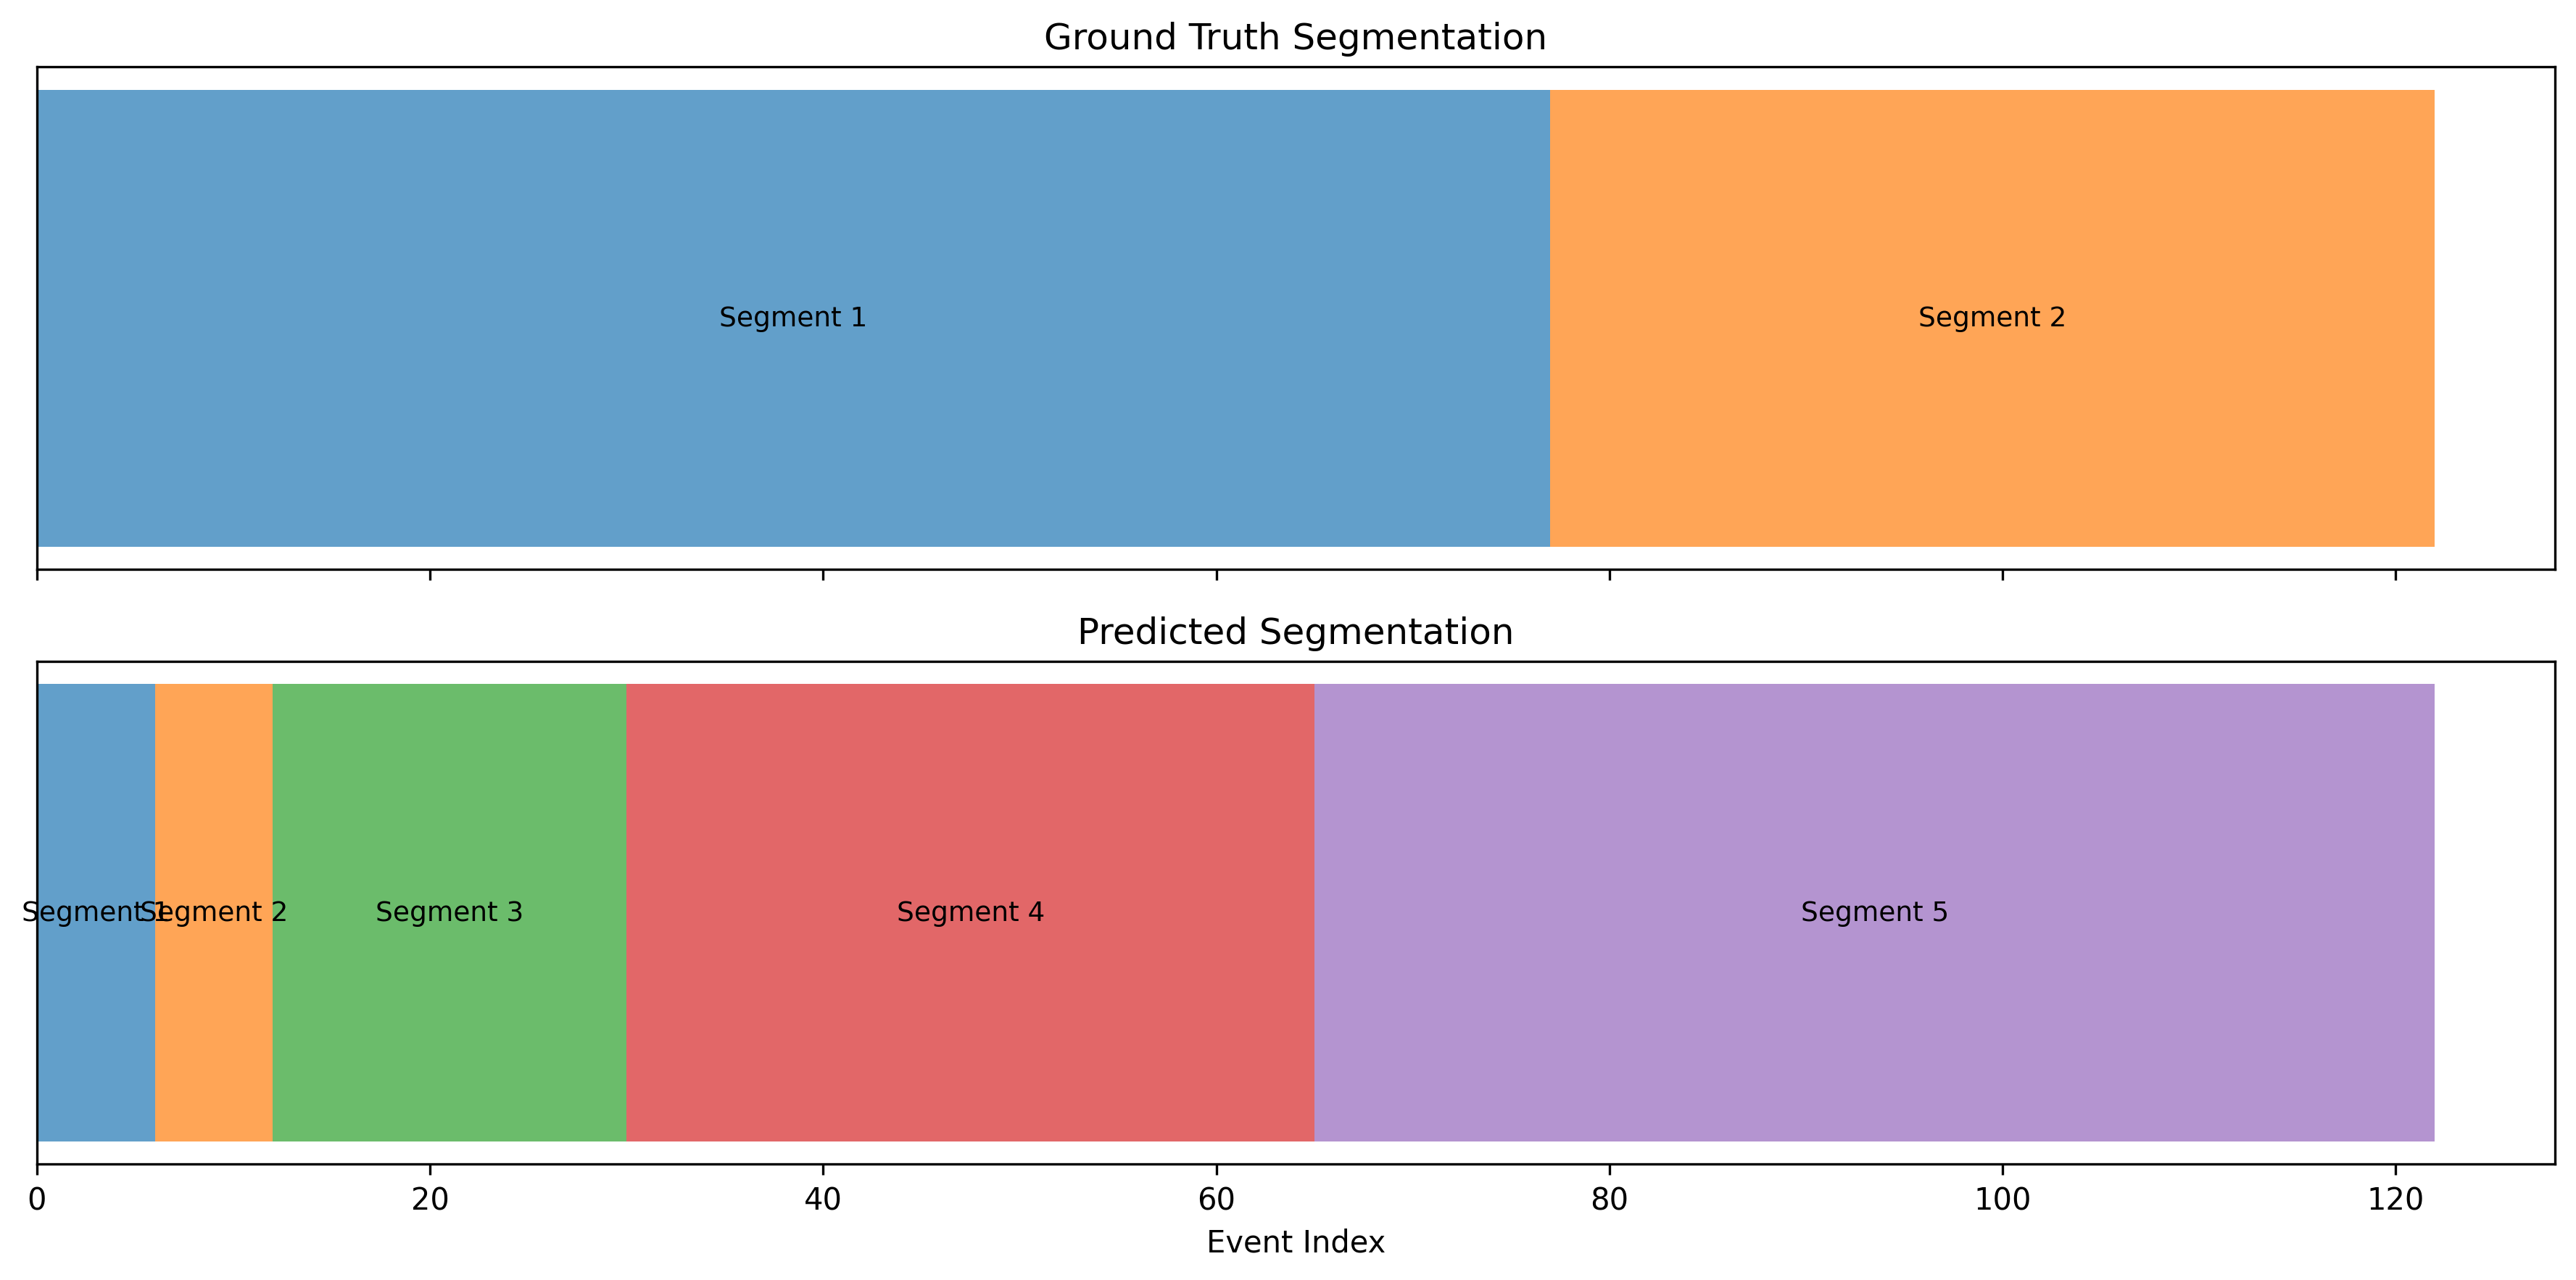 Ground Truth Segmentation
Segment 1 Segment 2
Predicted Segmentation
Segment 1 Segment 2 Segment 3 Segment 4 Segment 5
0 20 40 60 80 100 120
Event Index